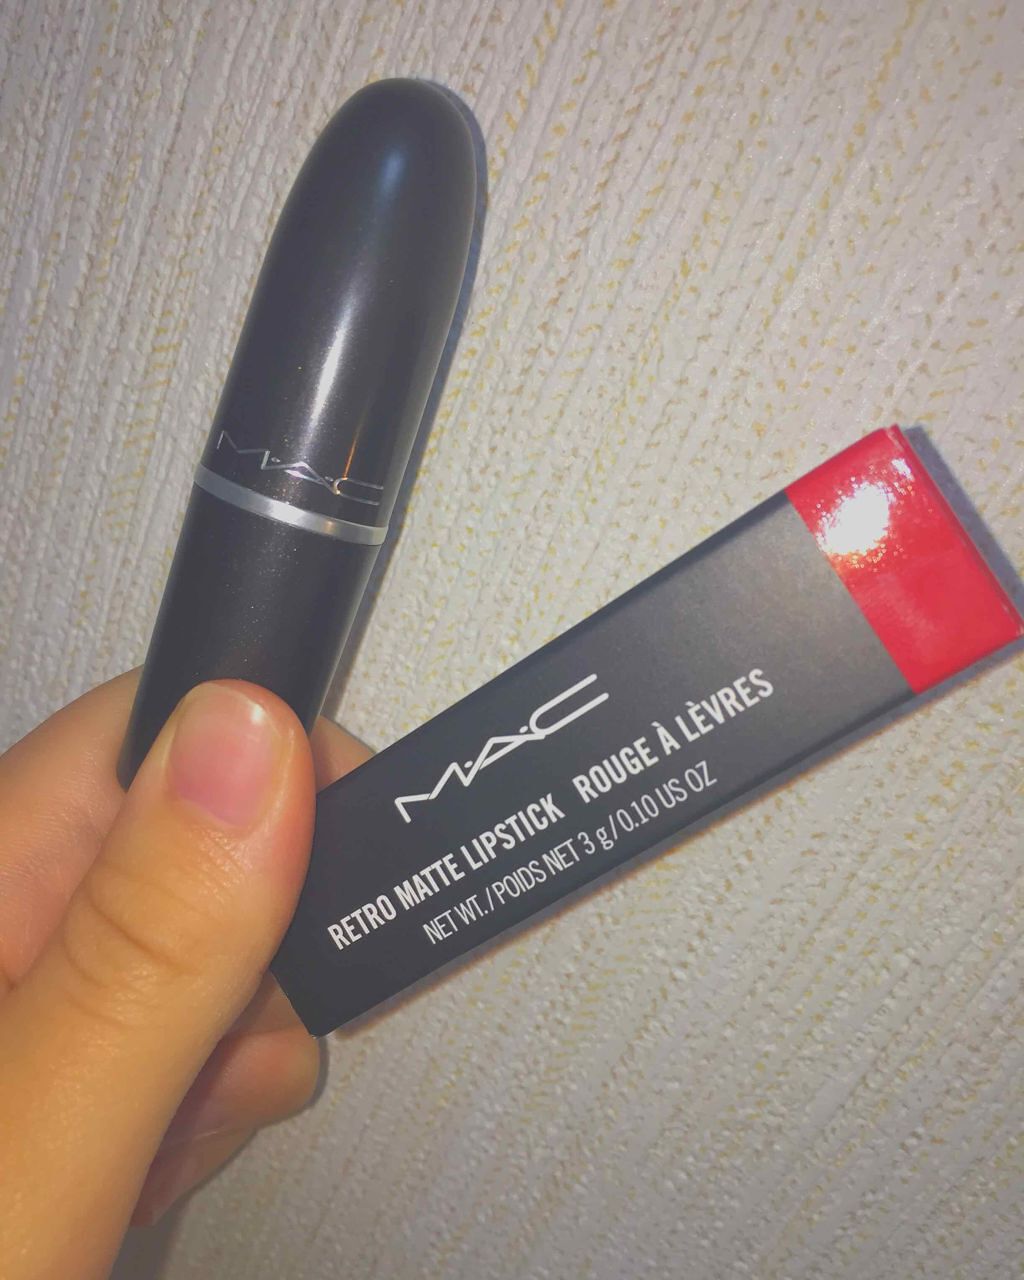 M·A·C
M·A·C
RETRO MATTE LIPSTICK ROUGE À LÈVRES
NET WT./POIDS NET 3 g/0.10 US OZ